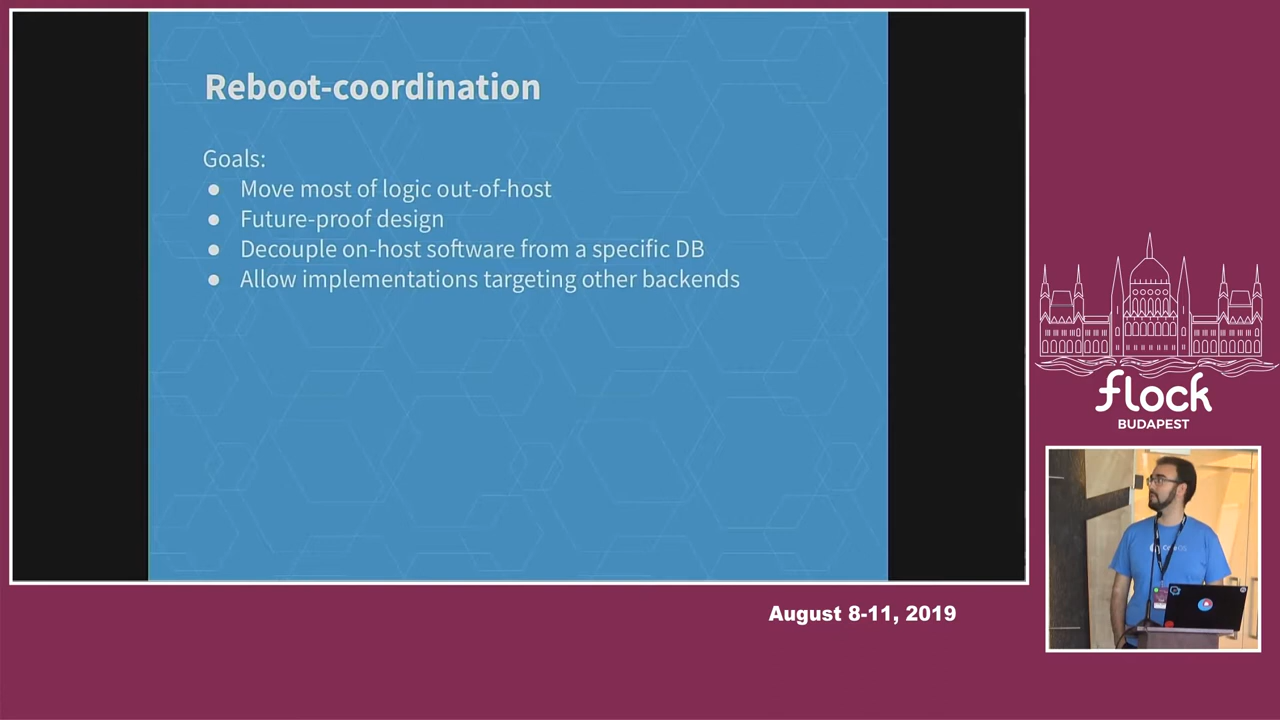 Reboot-coordination
Goals:
● Move most of logic out-of-host
● Future-proof design
● Decouple on-host software from a specific DB
● Allow implementations targeting other backends
flock
BUDAPEST
August 8-11, 2019